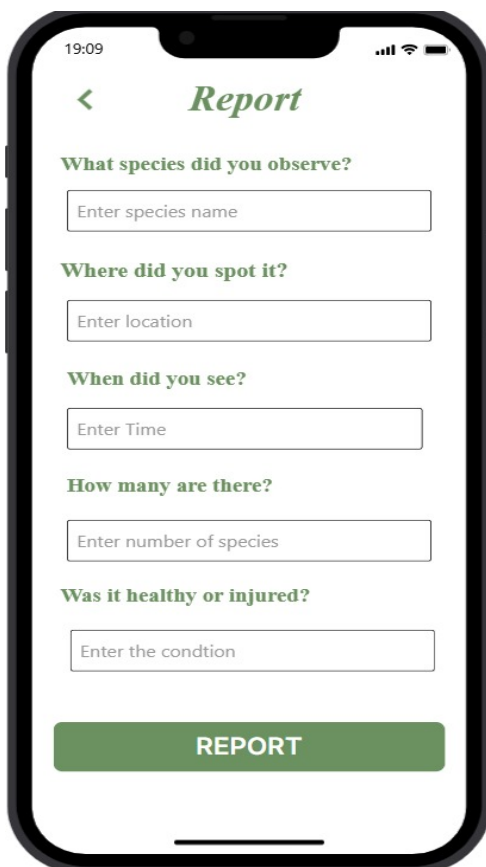 19:09
Report
What species did you observe?
Enter species name
Where did you spot it?
Enter location
When did you see?
Enter Time
How many are there?
Enter number of species
Was it healthy or injured?
Enter the condtion
REPORT